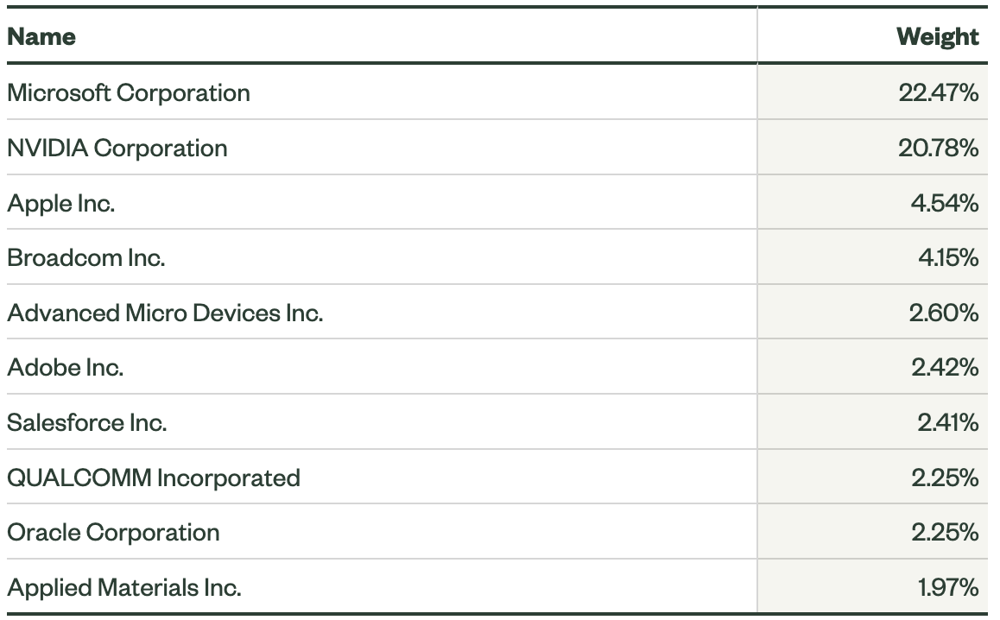 Name Weight
Microsoft Corporation 22.47%
NVIDIA Corporation 20.78%
Apple Inc. 4.54%
Broadcom Inc. 4.15%
Advanced Micro Devices Inc. 2.60%
Adobe Inc. 2.42%
Salesforce Inc. 2.41%
QUALCOMM Incorporated 2.25%
Oracle Corporation 2.25%
Applied Materials Inc. 1.97%